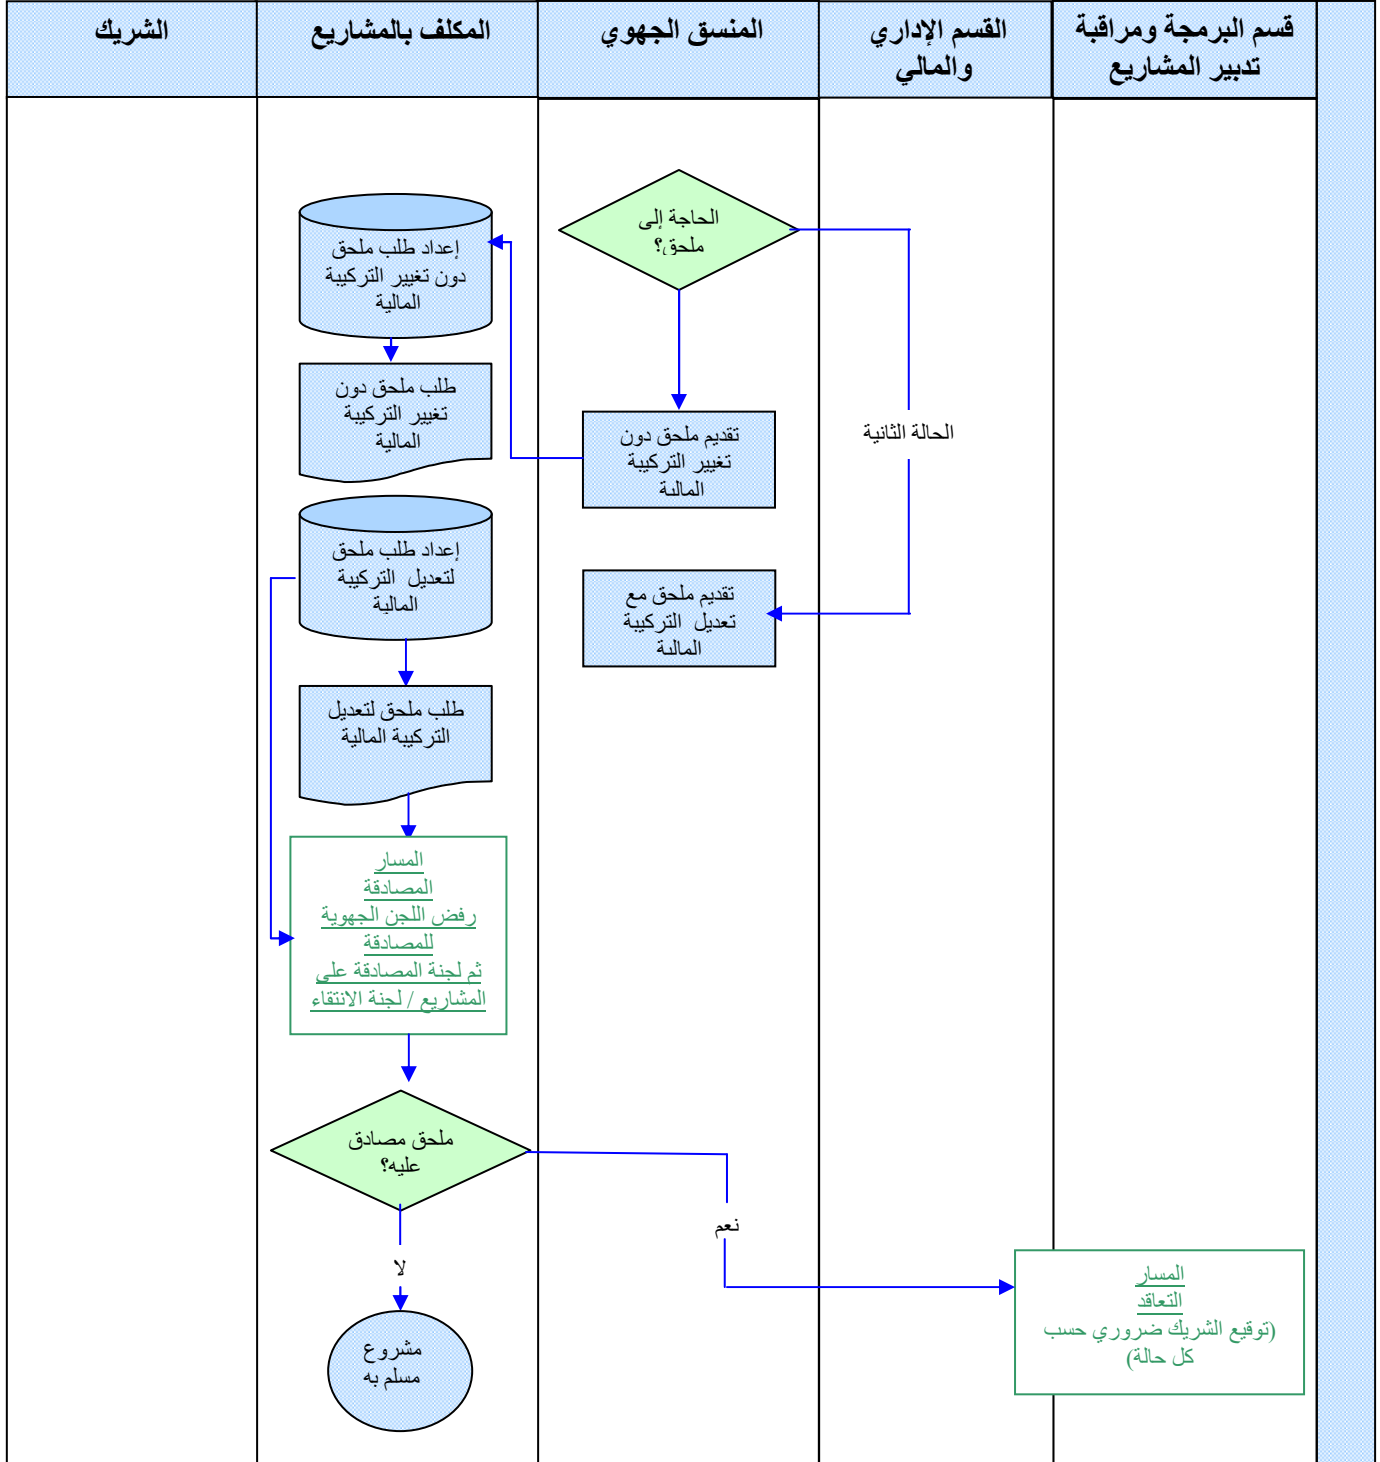 قسم البرمجة ومراقبة
تدبير المشاريع
القسم الإداري
والمالي
المنسق الجهوي
المكلف بالمشاريع
الشريك
الحاجة إلى
ملحق؟
إعداد طلب ملحق
دون تغيير التركيبة
المالية
طلب ملحق دون
تغيير التركيبة
المالية
تقديم ملحق دون
تغيير التركيبة
المالية
الحالة الثانية
إعداد طلب ملحق
لتعديل التركيبة
المالية
تقديم ملحق مع
تعديل التركيبة
المالية
طلب ملحق لتعديل
التركيبة المالية
المسار
المصادقة
رفض اللجن الجهوية
للمصادقة
ثم لجنة المصادقة على
المشاريع / لجنة الانتقاء
ملحق مصادق
عليه؟
نعم
لا
المسار
التعاقد
(توقيع الشريك ضروري حسب
كل حالة)
مشروع
مسلم به